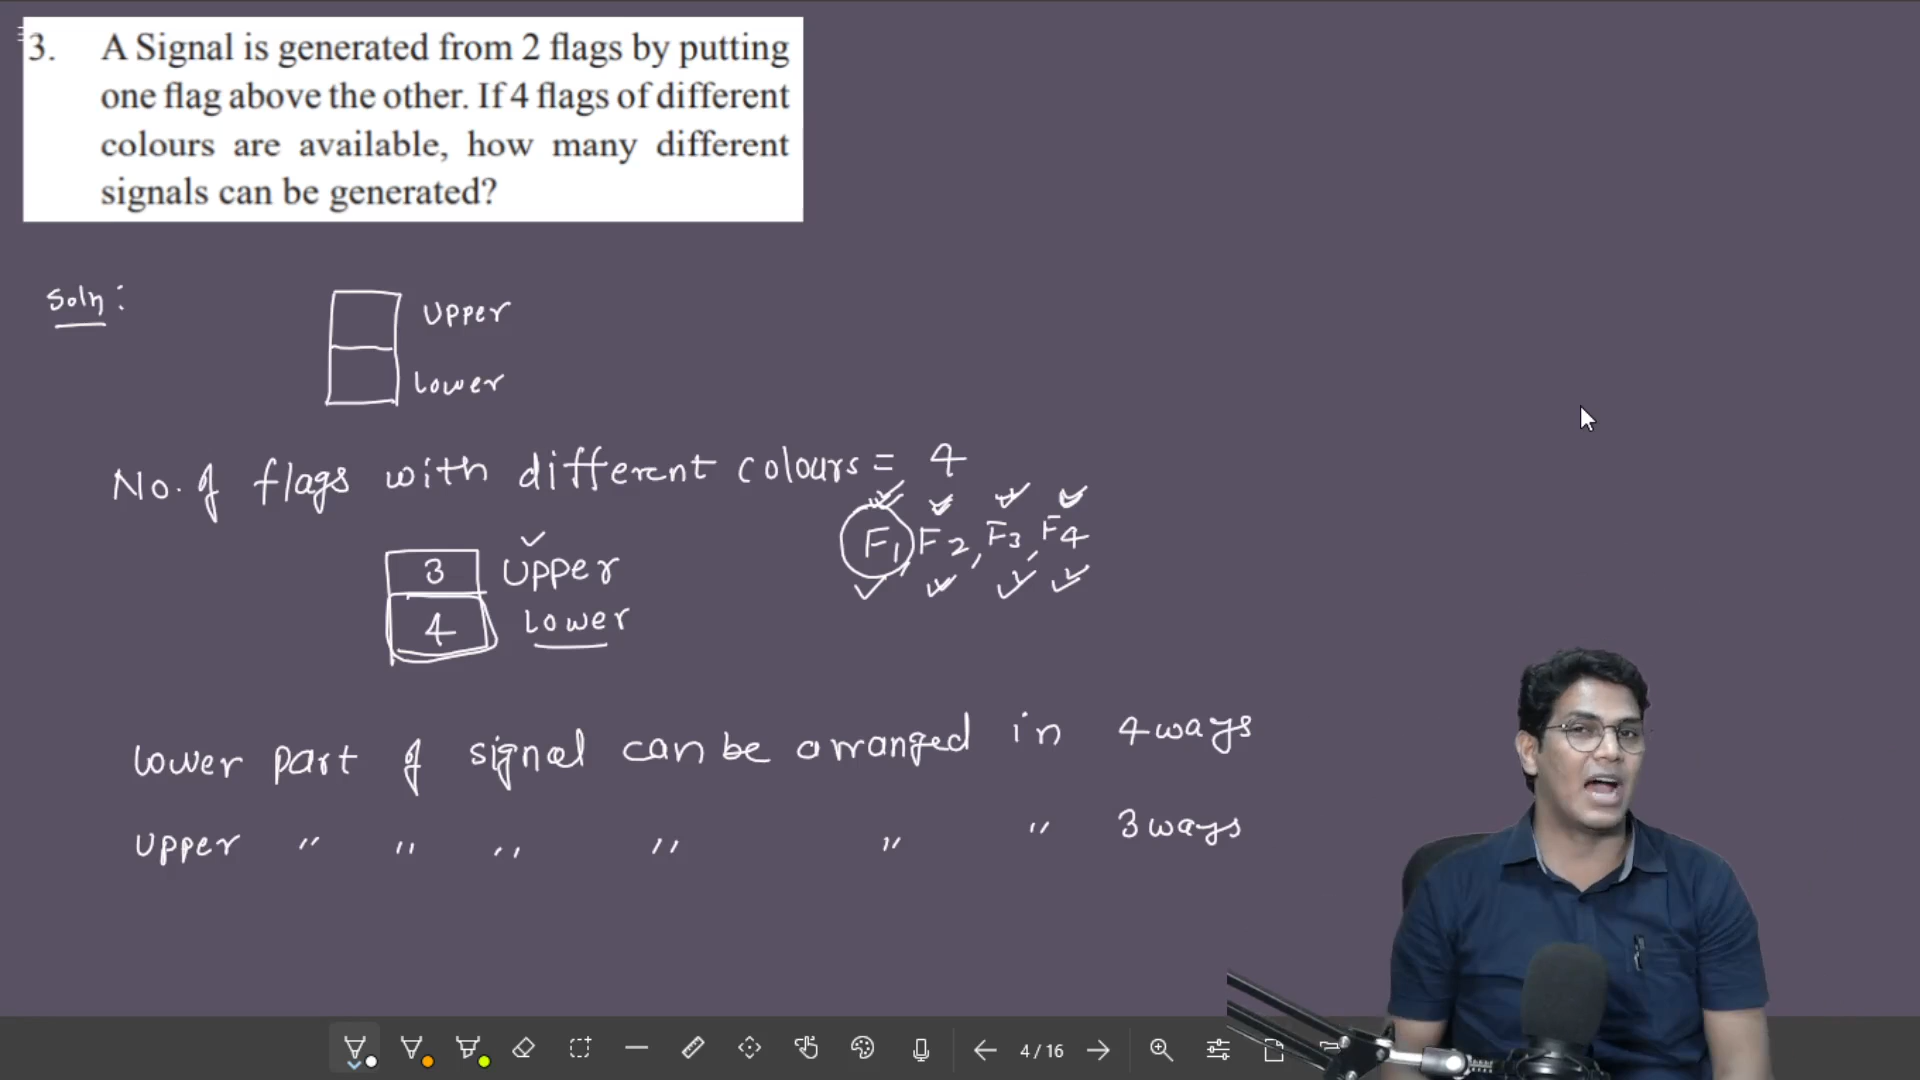 3. A Signal is generated from 2 flags by putting
one flag above the other. If 4 flags of different
colours are available, how many different
signals can be generated?
Soln :
Upper
Lower
No. of flags with different colours = 4
F1, F2, F3, F4
3 Upper
4 Lower
Lower part of signal can be arranged in 4 ways
Upper " " " " " " 3 ways
4 / 16